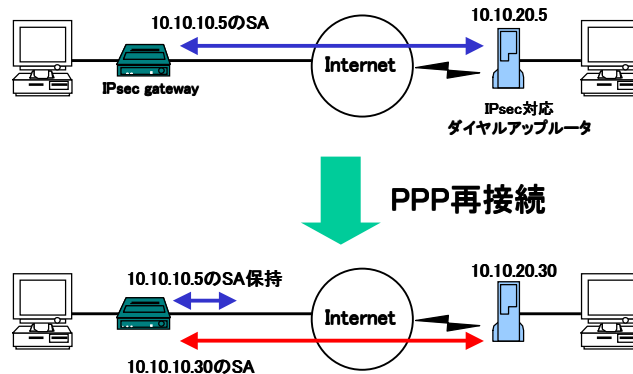 10.10.10.5のSA
10.10.20.5
Internet
IPsec gateway
IPsec対応
ダイヤルアップルータ
PPP再接続
10.10.10.5のSA保持
10.10.20.30
Internet
10.10.10.30のSA